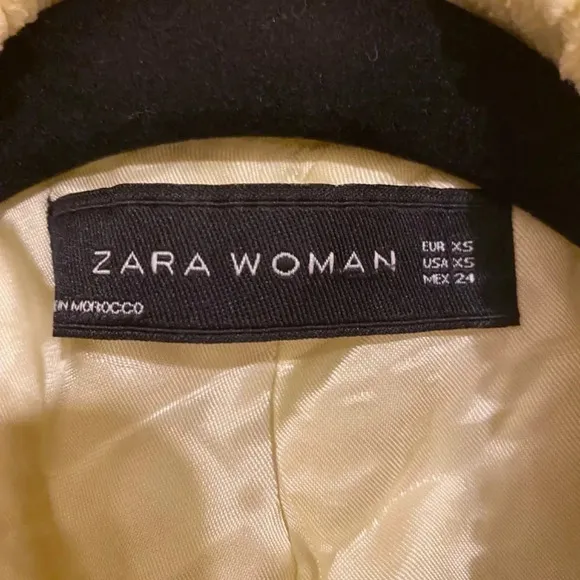 ZARA WOMAN
EUR XS
USA XS
MEX 24
IN MOROCCO